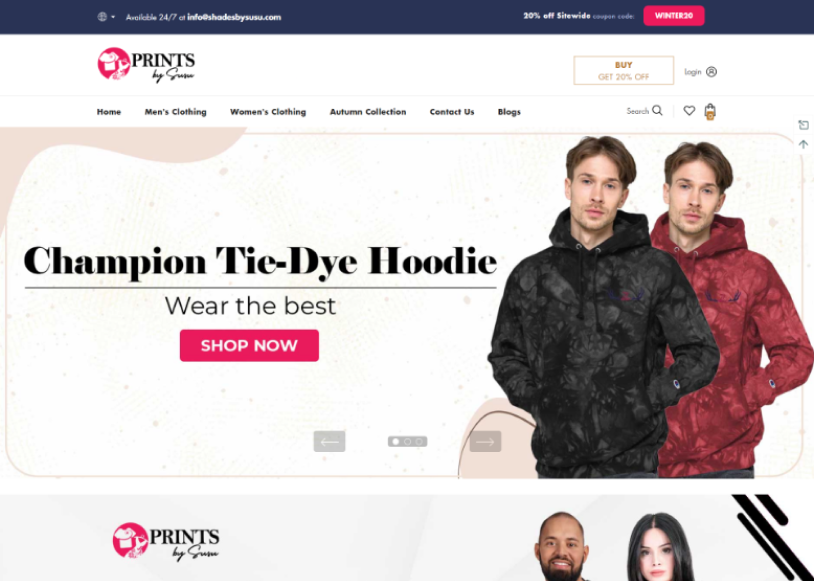 Available 24/7 at info@shadesbysusu.com
20% off Sitewide coupon code: WINTER20
PRINTS
by Susu
BUY
GET 20% OFF
Login
Home Men's Clothing Women's Clothing Autumn Collection Contact Us Blogs
Search
Champion Tie-Dye Hoodie
Wear the best
SHOP NOW
PRINTS
by Susu